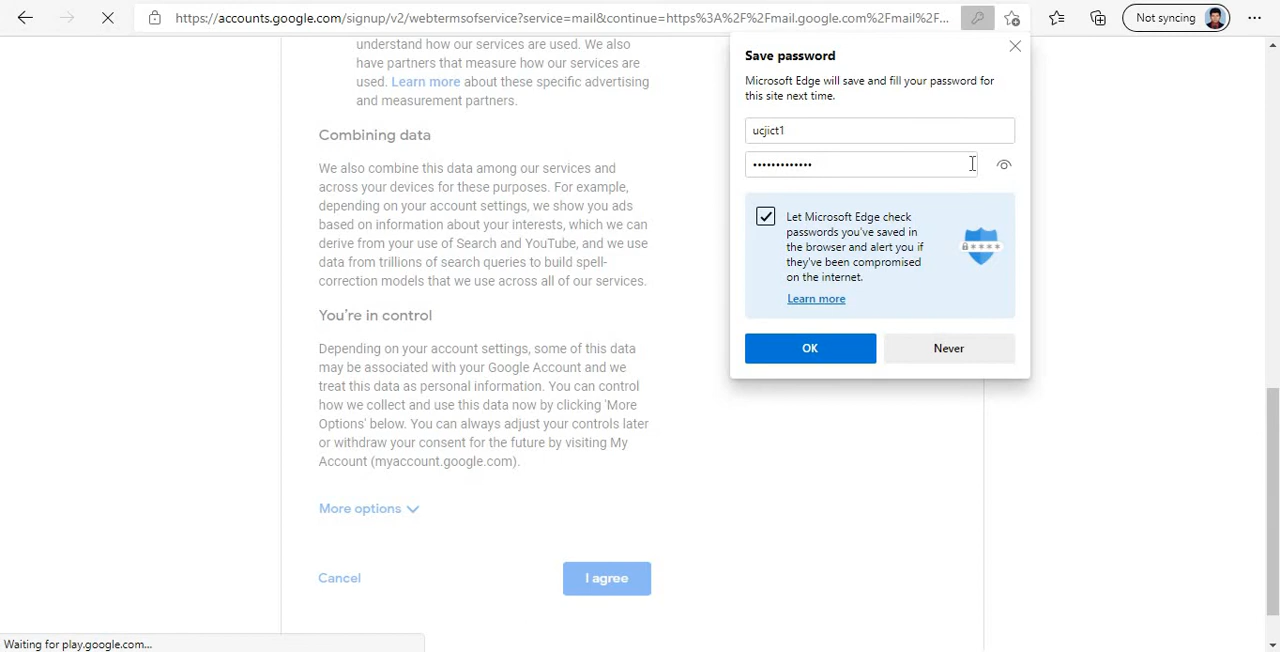 https://accounts.google.com/signup/v2/webtermsofservice?service=mail&continue=https%3A%2F%2Fmail.google.com%2Fmail%2F...
Not syncing
understand how our services are used. We also
have partners that measure how our services are
used. Learn more about these specific advertising
and measurement partners.
Combining data
We also combine this data among our services and
across your devices for these purposes. For example,
depending on your account settings, we show you ads
based on information about your interests, which we can
derive from your use of Search and YouTube, and we use
data from trillions of search queries to build spell-
correction models that we use across all of our services.
You're in control
Depending on your account settings, some of this data
may be associated with your Google Account and we
treat this data as personal information. You can control
how we collect and use this data now by clicking 'More
Options' below. You can always adjust your controls later
or withdraw your consent for the future by visiting My
Account (myaccount.google.com).
More options
Cancel
I agree
Save password
Microsoft Edge will save and fill your password for
this site next time.
ucjict1
•••••••••••••
Let Microsoft Edge check
passwords you've saved in
the browser and alert you if
they've been compromised
on the internet.
Learn more
OK
Never
Waiting for play.google.com...